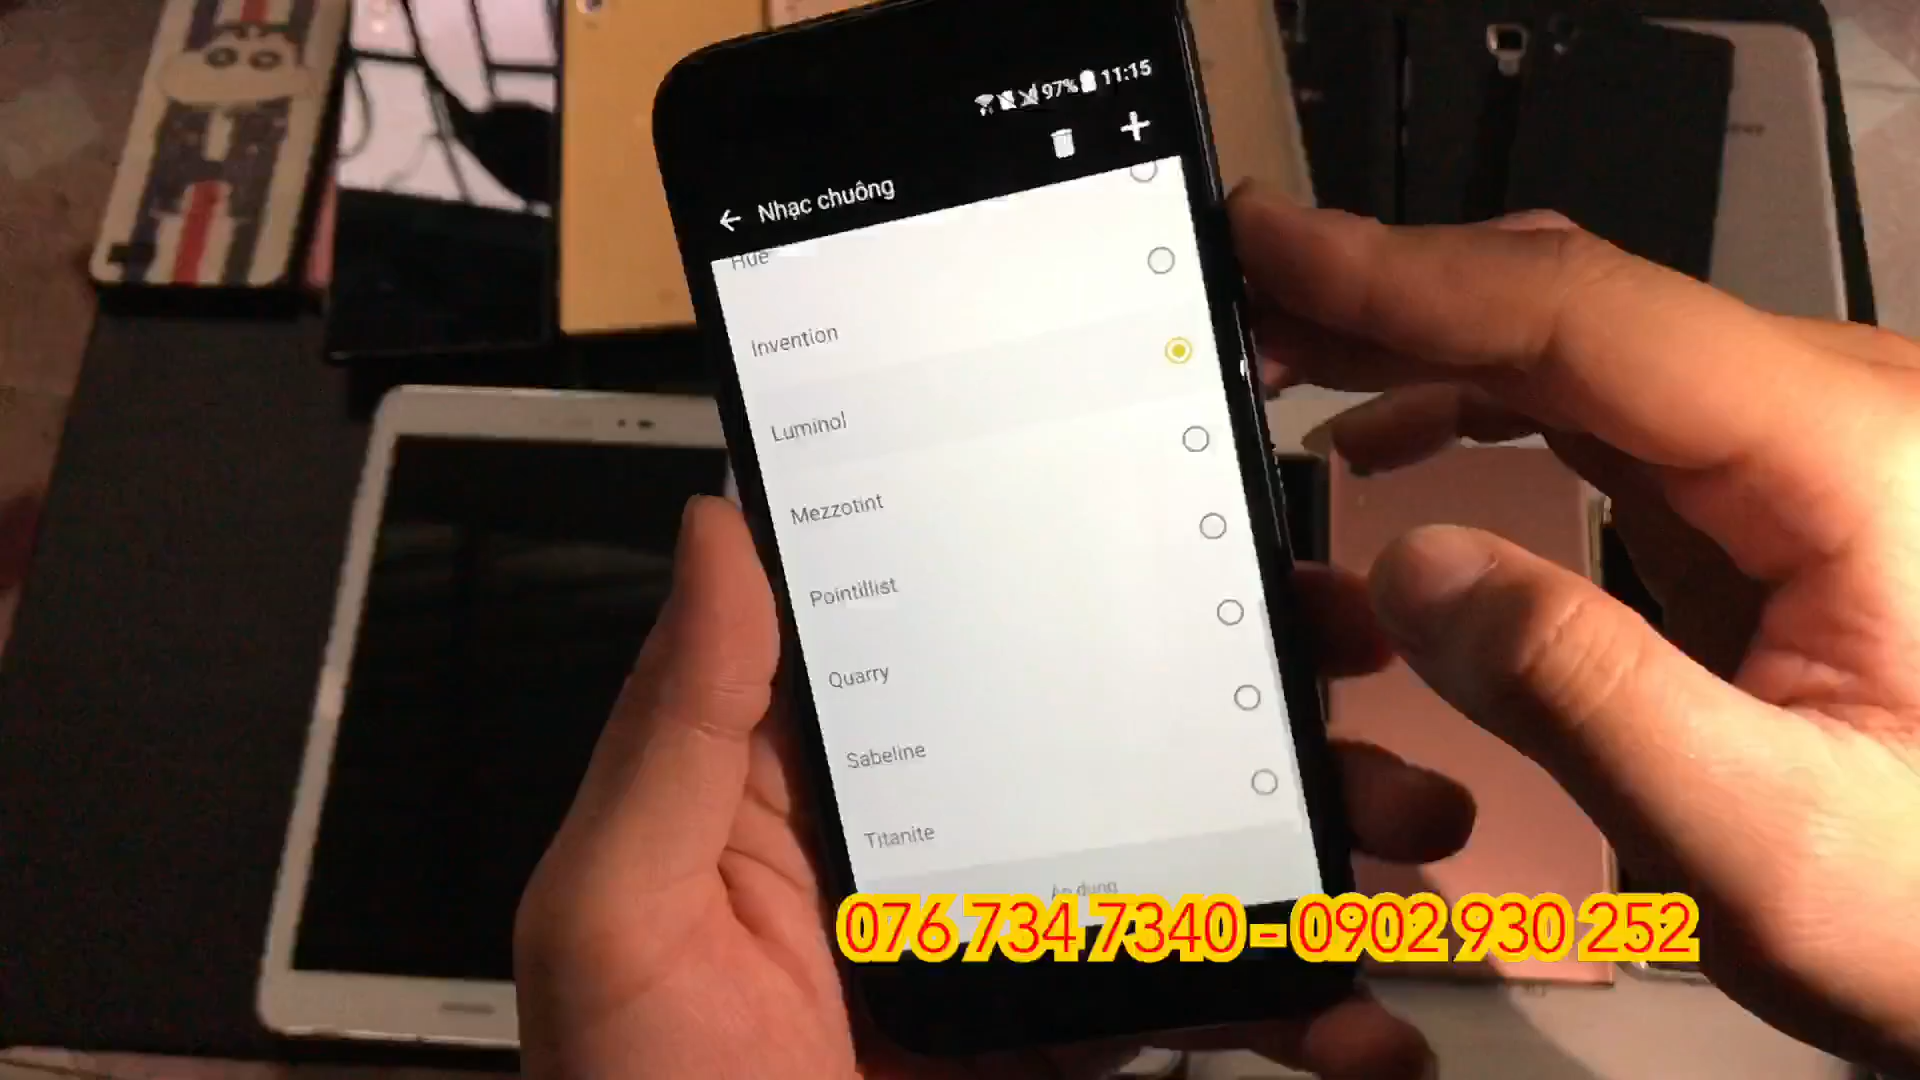 97% 11:15
Nhạc chuông
Hue
Invention
Luminol
Mezzotint
Pointillist
Quarry
Sabeline
Titanite
Áp dụng
076 734 7340 - 0902 930 252